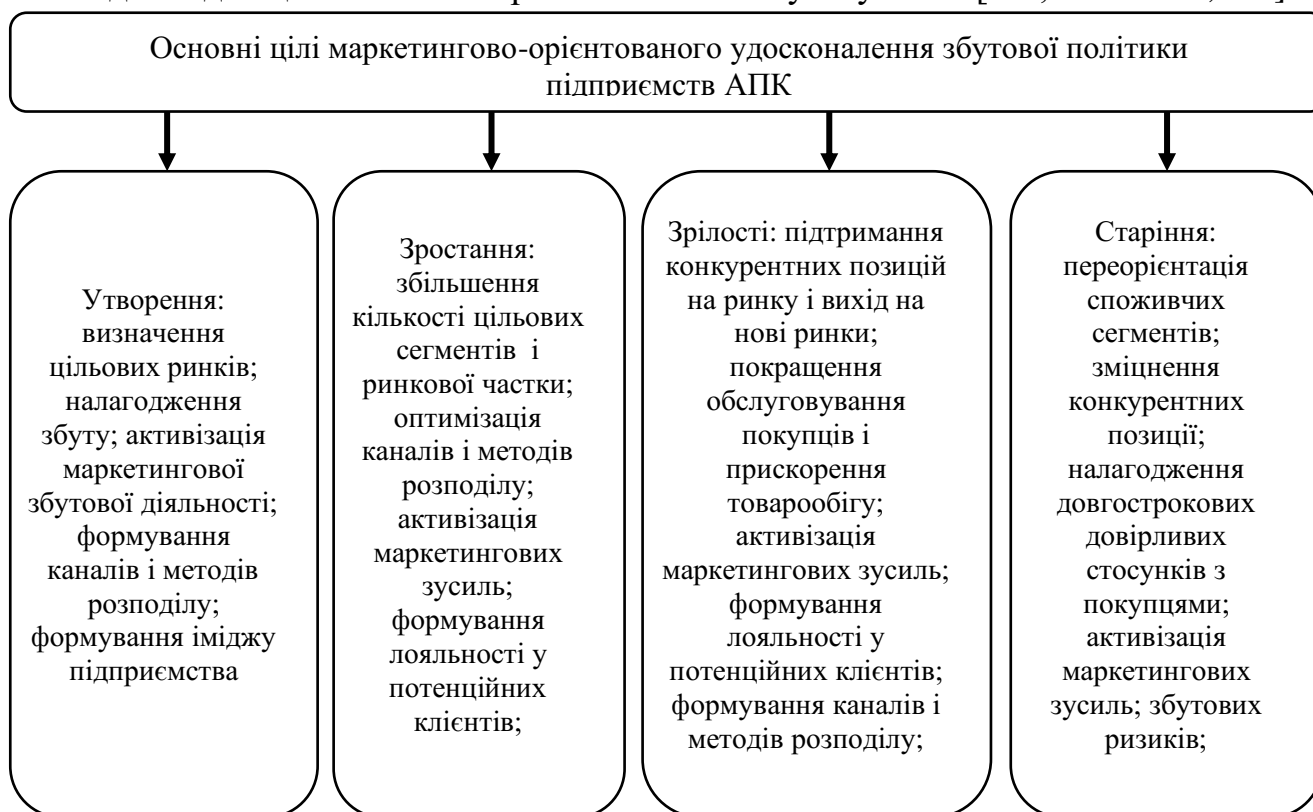 Основні цілі маркетингово-орієнтованого удосконалення збутової політики
підприємств АПК
Утворення:
визначення
цільових ринків;
налагодження
збуту; активізація
маркетингової
збутової діяльності;
формування
каналів і методів
розподілу;
формування іміджу
підприємства
Зростання:
збільшення
кількості цільових
сегментів і
ринкової частки;
оптимізація
каналів і методів
розподілу;
активізація
маркетингових
зусиль;
формування
лояльності у
потенційних
клієнтів;
Зрілості: підтримання
конкурентних позицій
на ринку і вихід на
нові ринки;
покращення
обслуговування
покупців і
прискорення
товарообігу;
активізація
маркетингових зусиль;
формування
лояльності у
потенційних клієнтів;
формування каналів і
методів розподілу;
Старіння:
переорієнтація
споживчих
сегментів;
зміцнення
конкурентних
позиції;
налагодження
довгострокових
довірливих
стосунків з
покупцями;
активізація
маркетингових
зусиль; збутових
ризиків;